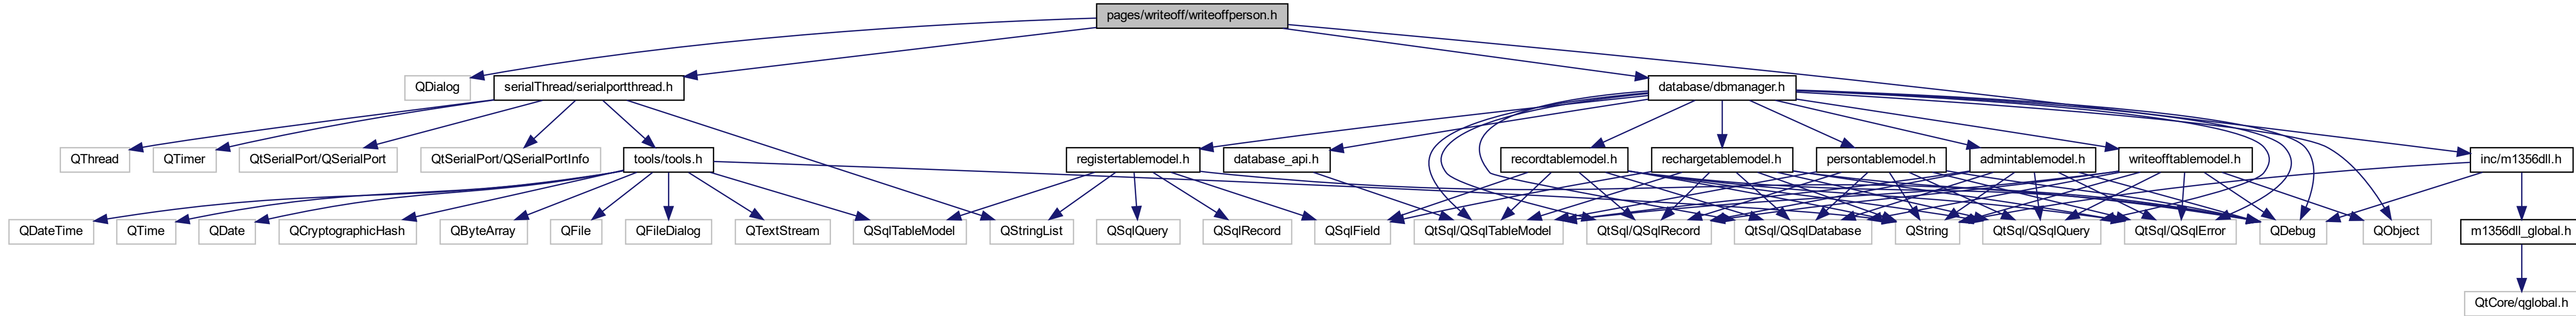 pages/writeoff/writeoffperson.h
QDialog
serialThread/serialportthread.h
database/dbmanager.h
QThread
QTimer
QtSerialPort/QSerialPort
QtSerialPort/QSerialPortInfo
tools/tools.h
registertablemodel.h
database_api.h
recordtablemodel.h
rechargetablemodel.h
persontablemodel.h
admintablemodel.h
writeofftablemodel.h
inc/m1356dll.h
QDateTime
QTime
QDate
QCryptographicHash
QByteArray
QFile
QFileDialog
QTextStream
QSqlTableModel
QStringList
QSqlQuery
QSqlRecord
QSqlField
QtSql/QSqlTableModel
QtSql/QSqlRecord
QtSql/QSqlDatabase
QString
QtSql/QSqlQuery
QtSql/QSqlError
QDebug
QObject
m1356dll_global.h
QtCore/qglobal.h